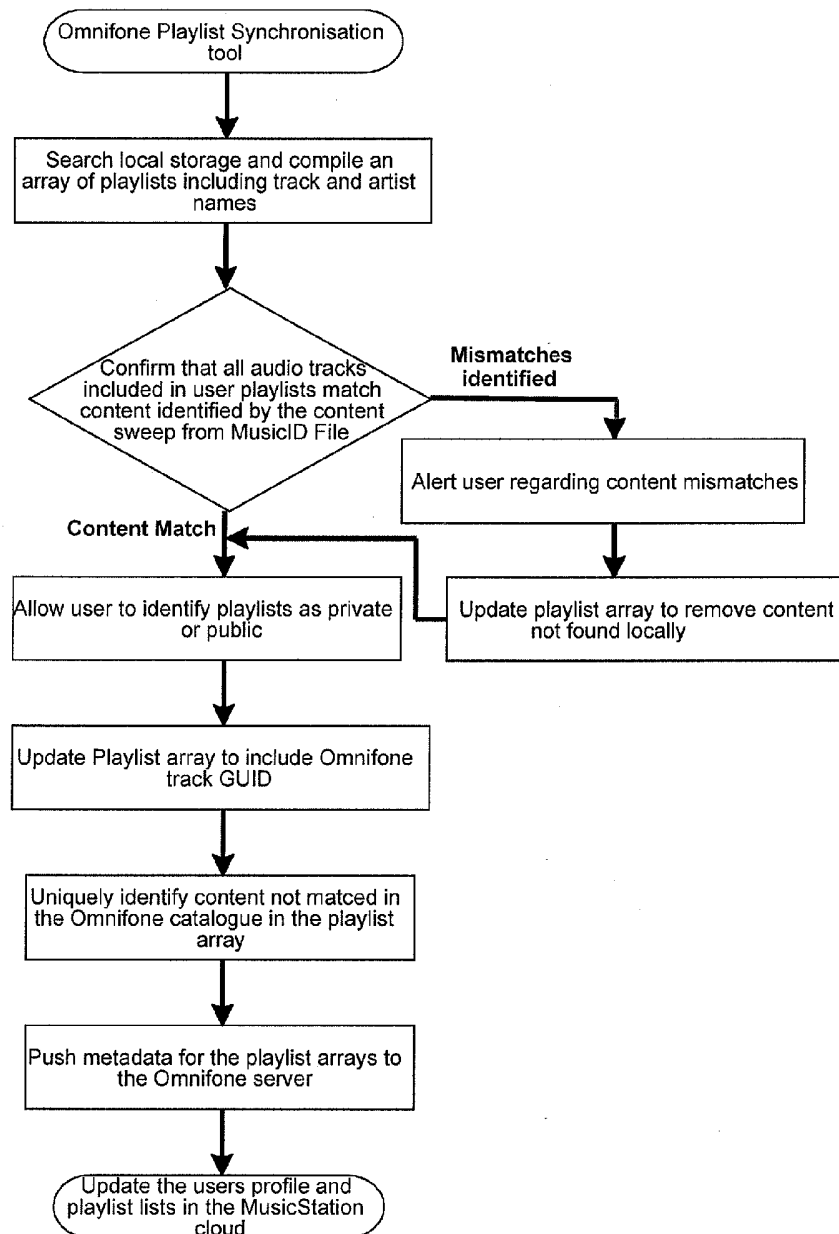 Omnifone Playlist Synchronisation
tool
Search local storage and compile an
array of playlists including track and artist
names
Confirm that all audio tracks
included in user playlists match
content identified by the content
sweep from MusicID File
Mismatches
identified
Alert user regarding content mismatches
Content Match
Allow user to identify playlists as private
or public
Update playlist array to remove content
not found locally
Update Playlist array to include Omnifone
track GUID
Uniquely identify content not matced in
the Omnifone catalogue in the playlist
array
Push metadata for the playlist arrays to
the Omnifone server
Update the users profile and
playlist lists in the MusicStation
cloud